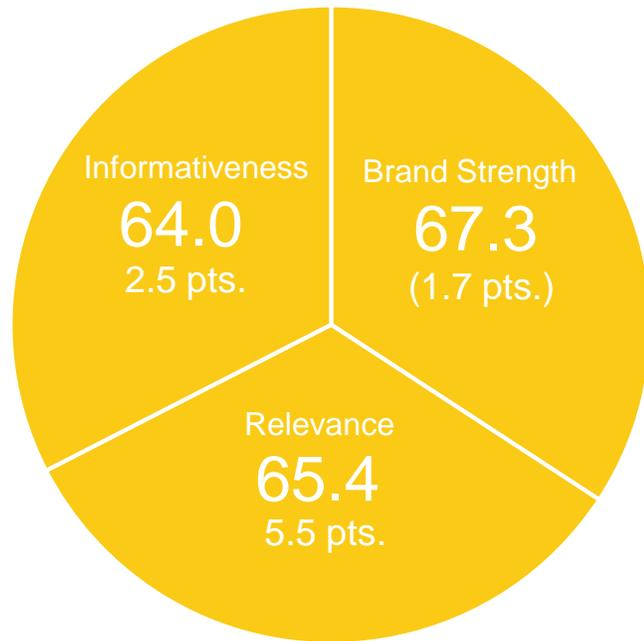 Informativeness
64.0
2.5 pts.
Brand Strength
67.3
(1.7 pts.)
Relevance
65.4
5.5 pts.